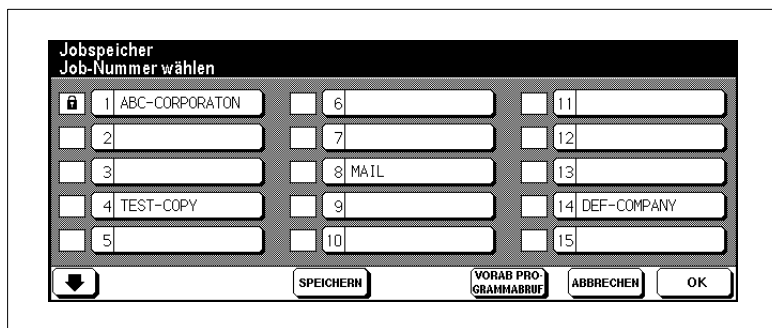 Jobspeicher
Job-Nummer wählen
1 ABC-CORPORATON
2
3
4 TEST-COPY
5
6
7
8 MAIL
9
10
11
12
13
14 DEF-COMPANY
15
SPEICHERN
VORAB PRO-
GRAMMABRUF
ABBRECHEN
OK